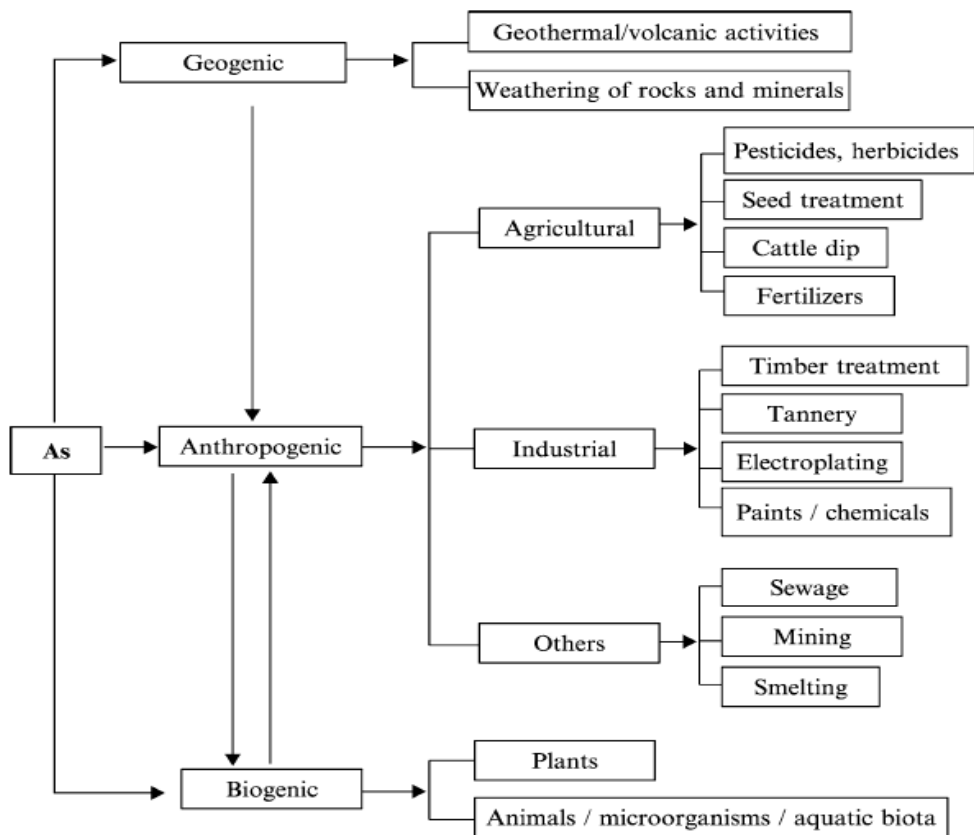 Geogenic
Geothermal/volcanic activities
Weathering of rocks and minerals
As
Anthropogenic
Agricultural
Pesticides, herbicides
Seed treatment
Cattle dip
Fertilizers
Industrial
Timber treatment
Tannery
Electroplating
Paints / chemicals
Others
Sewage
Mining
Smelting
Biogenic
Plants
Animals / microorganisms / aquatic biota